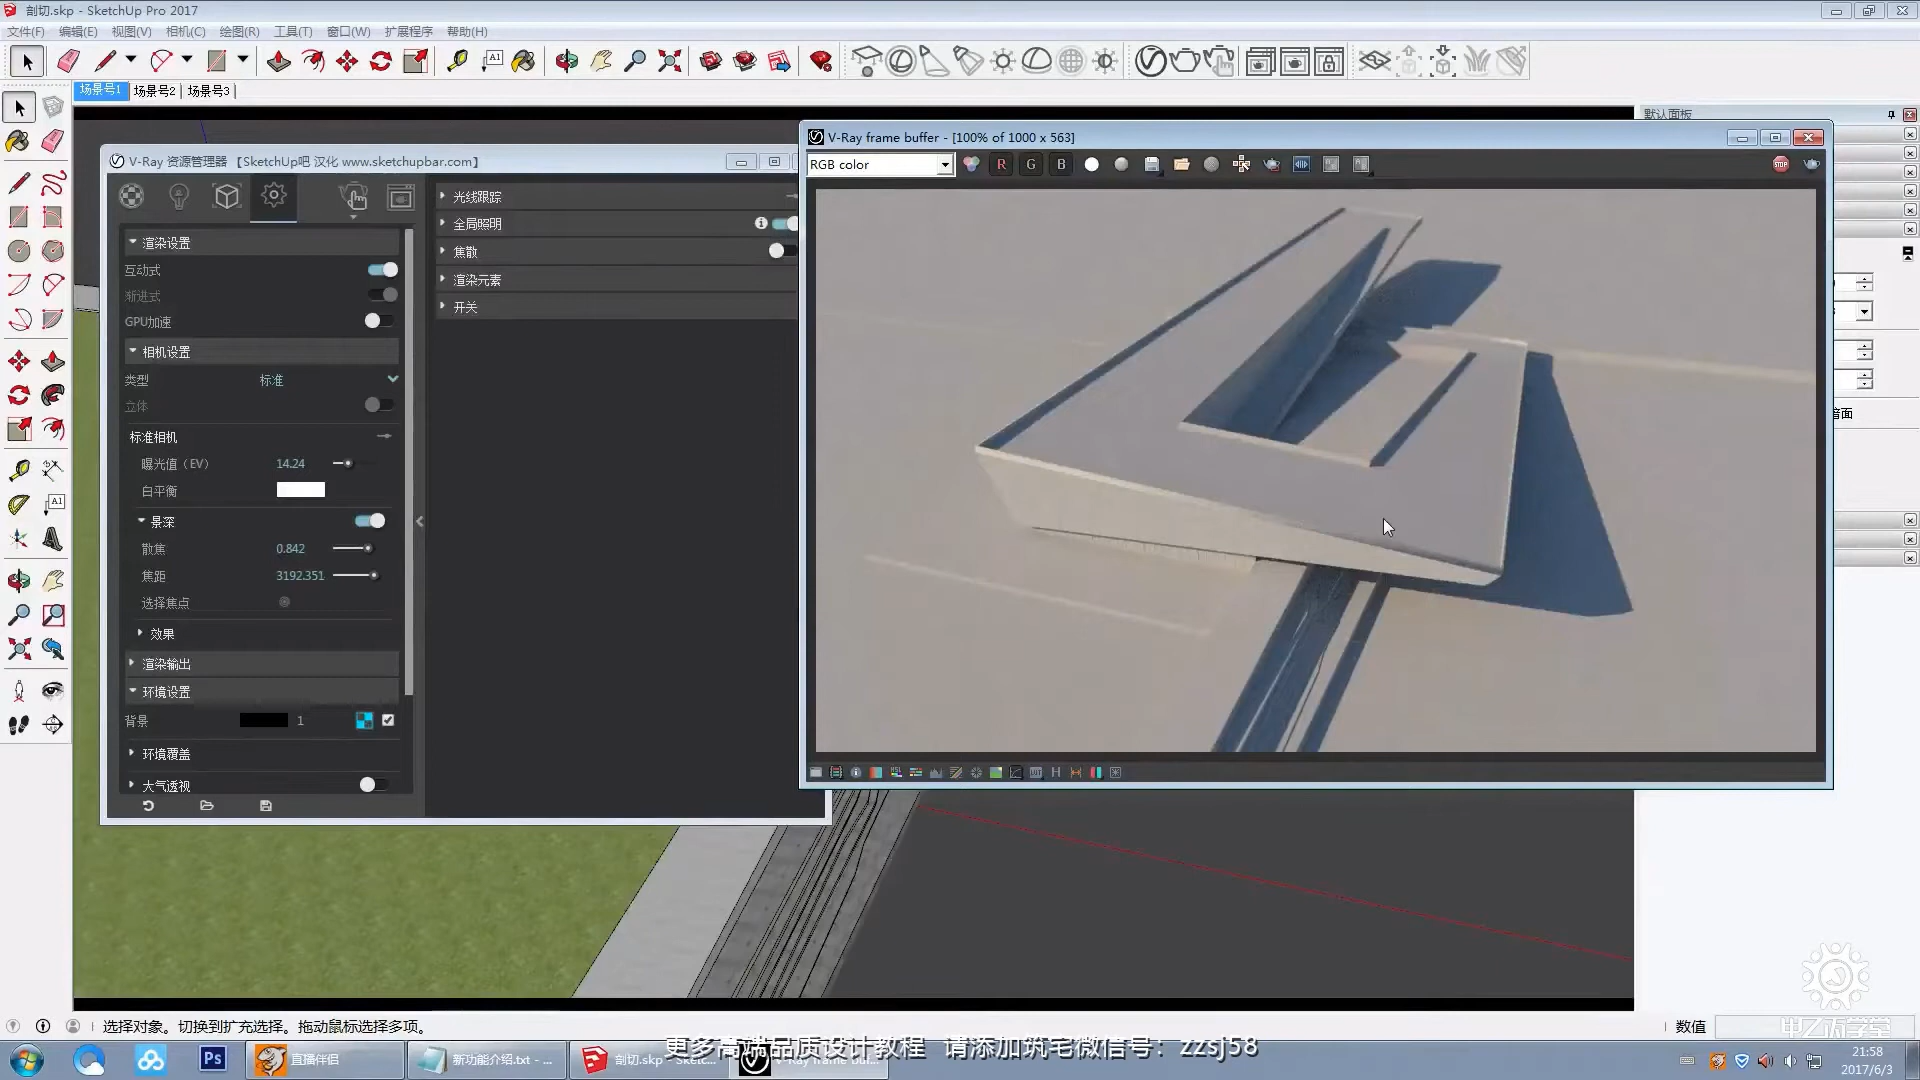 剖切.skp - SketchUp Pro 2017
文件(F) 编辑(E) 视图(V) 相机(C) 绘图(R) 工具(T) 窗口(W) 扩展程序 帮助(H)
A1
场景号1 场景号2 场景号3
默认面板
V-Ray frame buffer - [100% of 1000 x 563]
V-Ray 资源管理器 【SketchUp吧 汉化 www.sketchupbar.com】
RGB color
R G B
STOP
光线跟踪
全局照明
焦散
渲染元素
开关
渲染设置
互动式
渐进式
GPU加速
相机设置
类型 标准
立体
标准相机
曝光值（EV） 14.24
白平衡
景深
散焦 0.842
焦距 3192.351
选择焦点
效果
渲染输出
环境设置
背景 1
环境覆盖
大气透视
A1
选择对象。切换到扩充选择。拖动鼠标选择多项。
数值
更多高端品质设计教程 请添加筑宅微信号：zzsj58
Ps
直播伴侣
新功能介绍.txt - ...
剖切.skp - SketchUp...
V-Ray frame buf...
21:58
2017/6/3